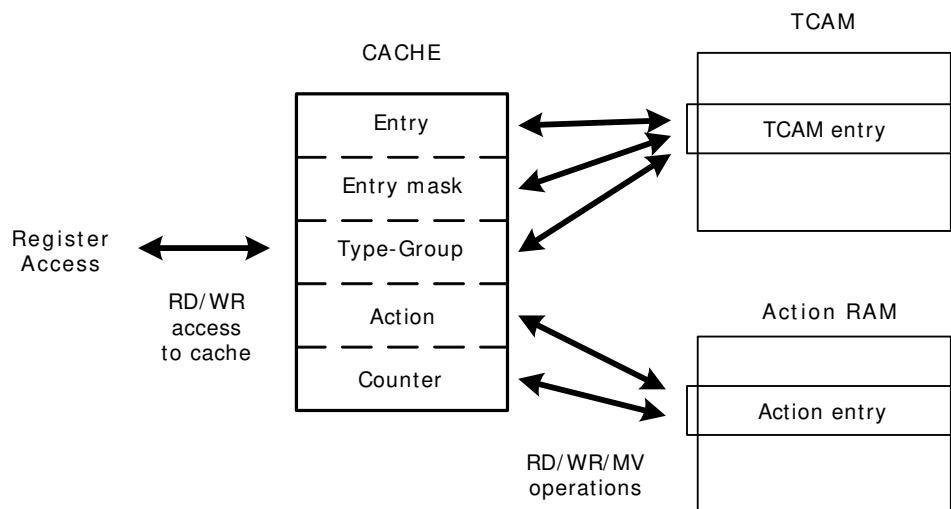 TCAM
CACHE
Entry
TCAM entry
Entry mask
Register
Access
Type-Group
RD/WR
access
to cache
Action
Action RAM
Counter
Action entry
RD/WR/MV
operations